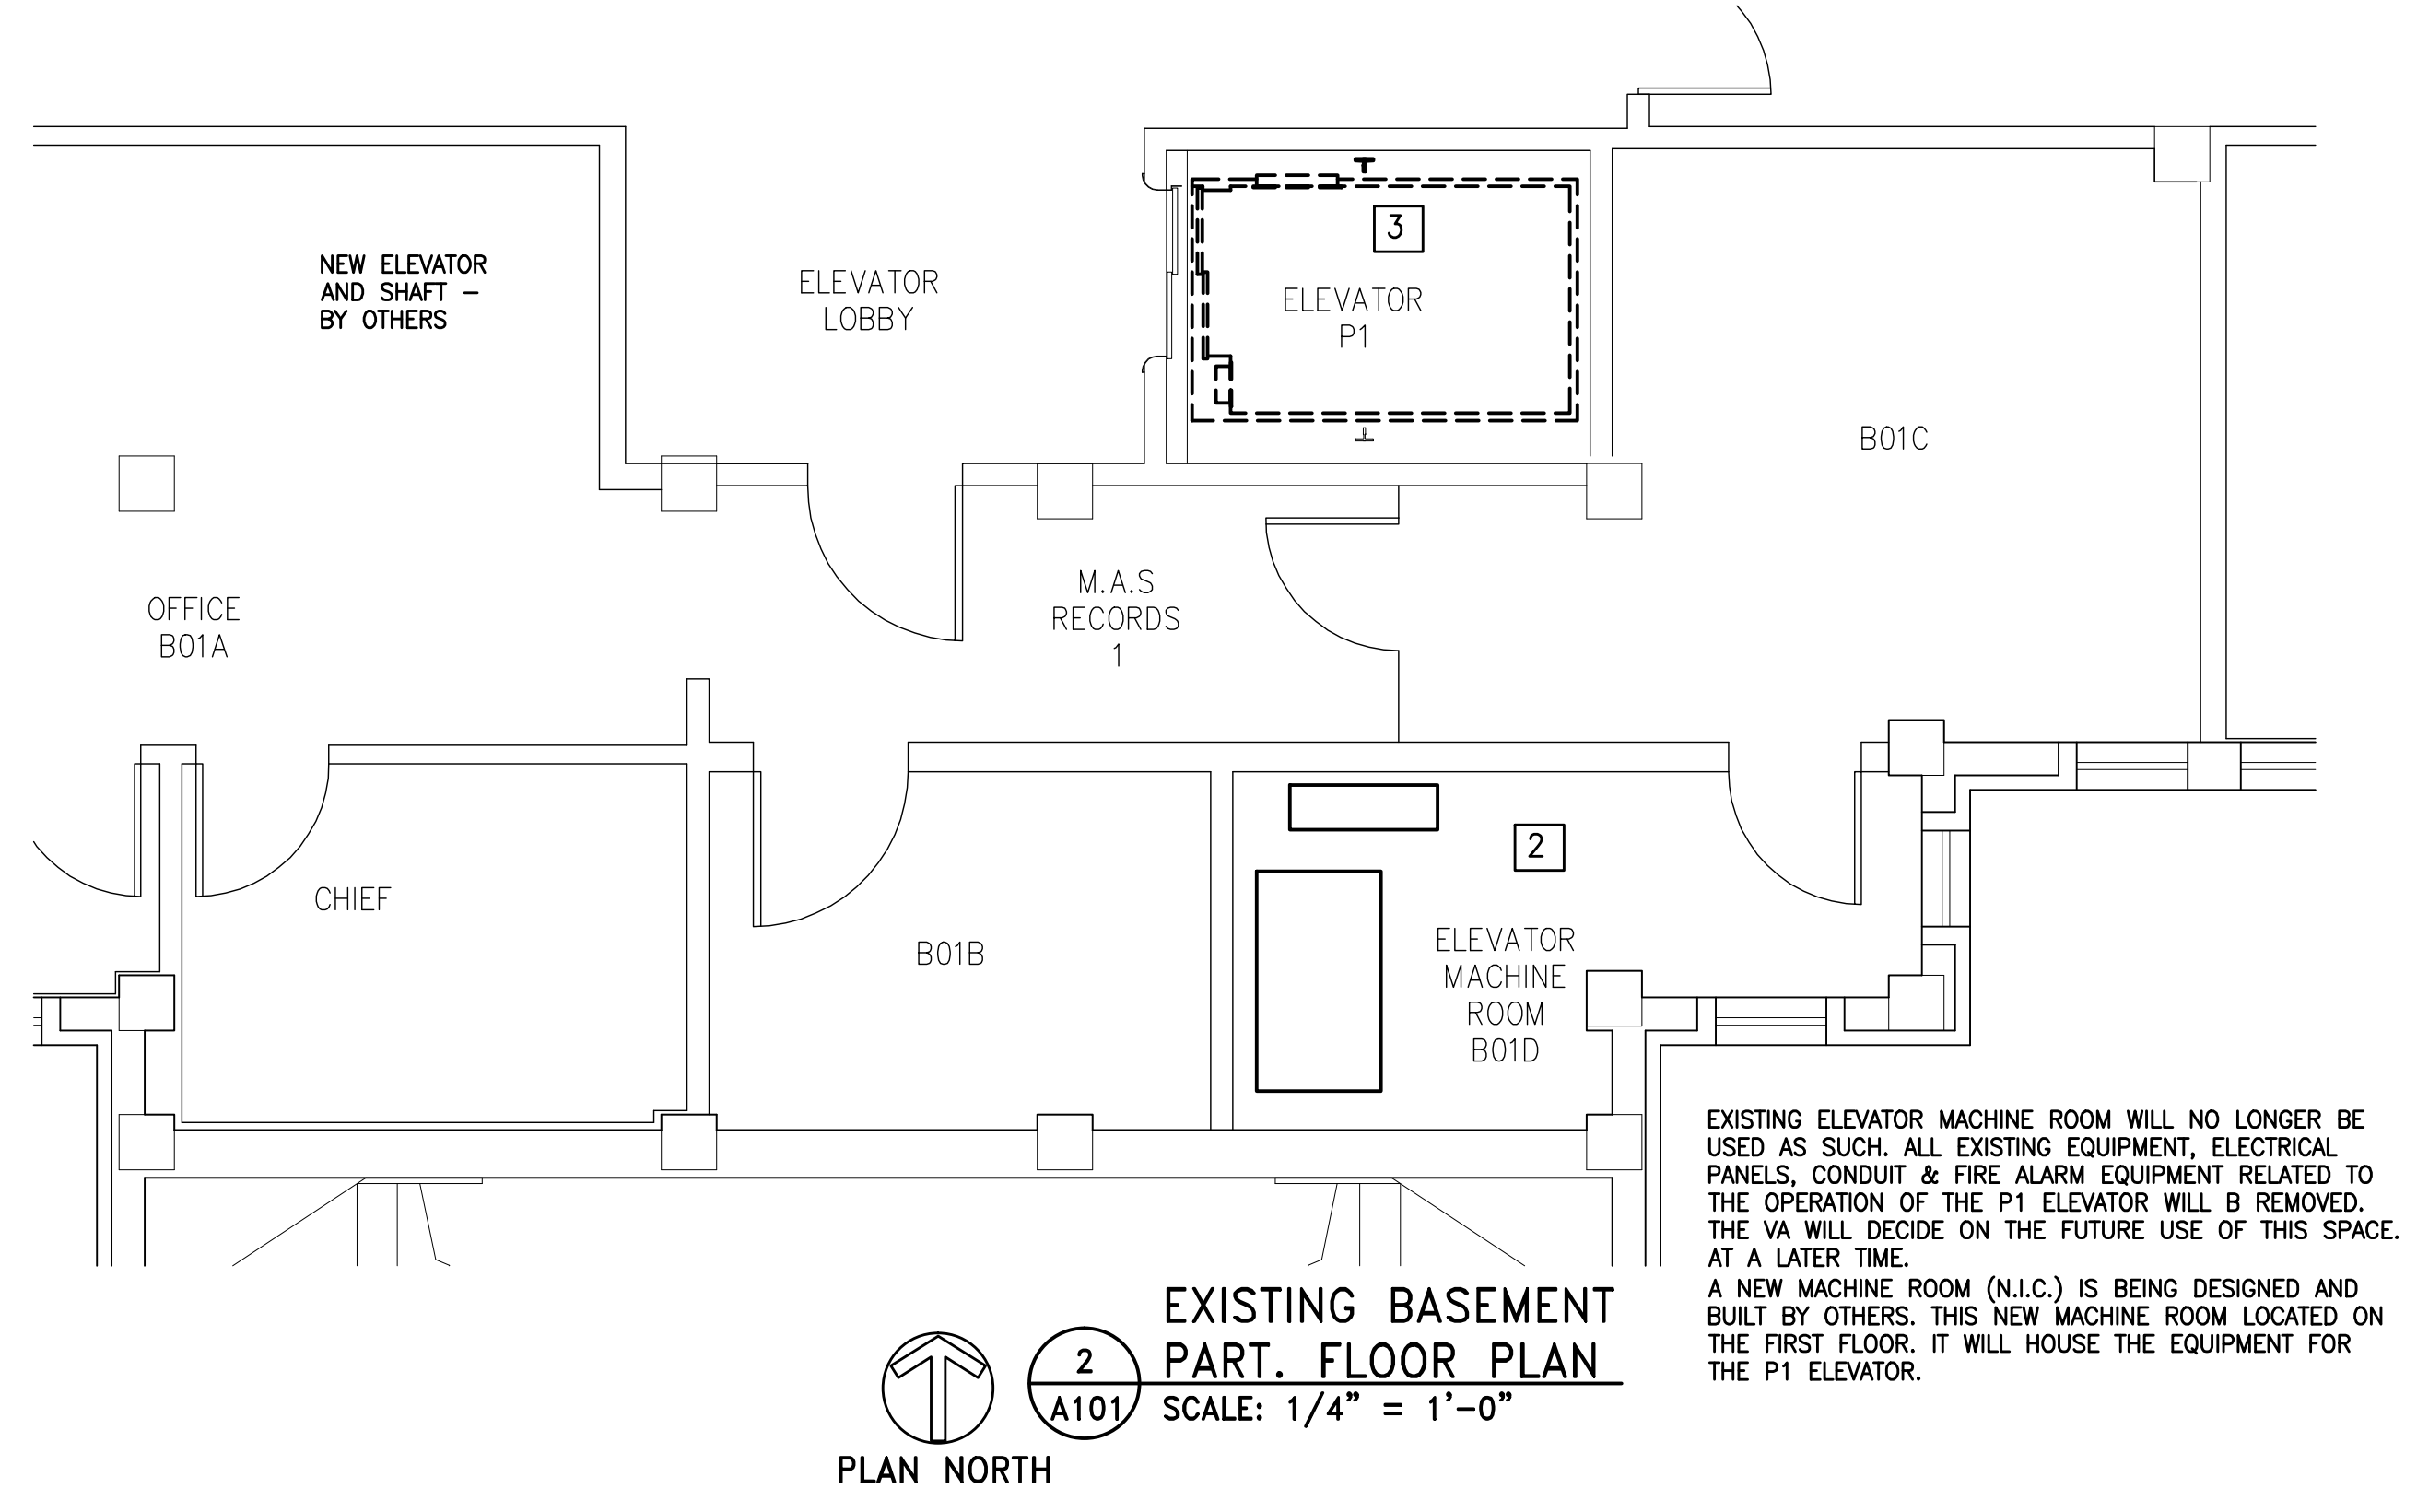 NEW ELEVATOR
AND SHAFT -
BY OTHERS
ELEVATOR
LOBBY
3
ELEVATOR
P1
B01C
OFFICE
B01A
M.A.S
RECORDS
1
CHIEF
B01B
2
ELEVATOR
MACHINE
ROOM
B01D
EXISTING ELEVATOR MACHINE ROOM WILL NO LONGER BE
USED AS SUCH. ALL EXISTING EQUIPMENT, ELECTRICAL
PANELS, CONDUIT & FIRE ALARM EQUIPMENT RELATED TO
THE OPERATION OF THE P1 ELEVATOR WILL B REMOVED.
THE VA WILL DECIDE ON THE FUTURE USE OF THIS SPACE.
AT A LATER TIME.
A NEW MACHINE ROOM (N.I.C.) IS BEING DESIGNED AND
BUILT BY OTHERS. THIS NEW MACHINE ROOM LOCATED ON
THE FIRST FLOOR. IT WILL HOUSE THE EQUIPMENT FOR
THE P1 ELEVATOR.
PLAN NORTH
2
A101
EXISTING BASEMENT
PART. FLOOR PLAN
SCALE: 1/4" = 1'-0"